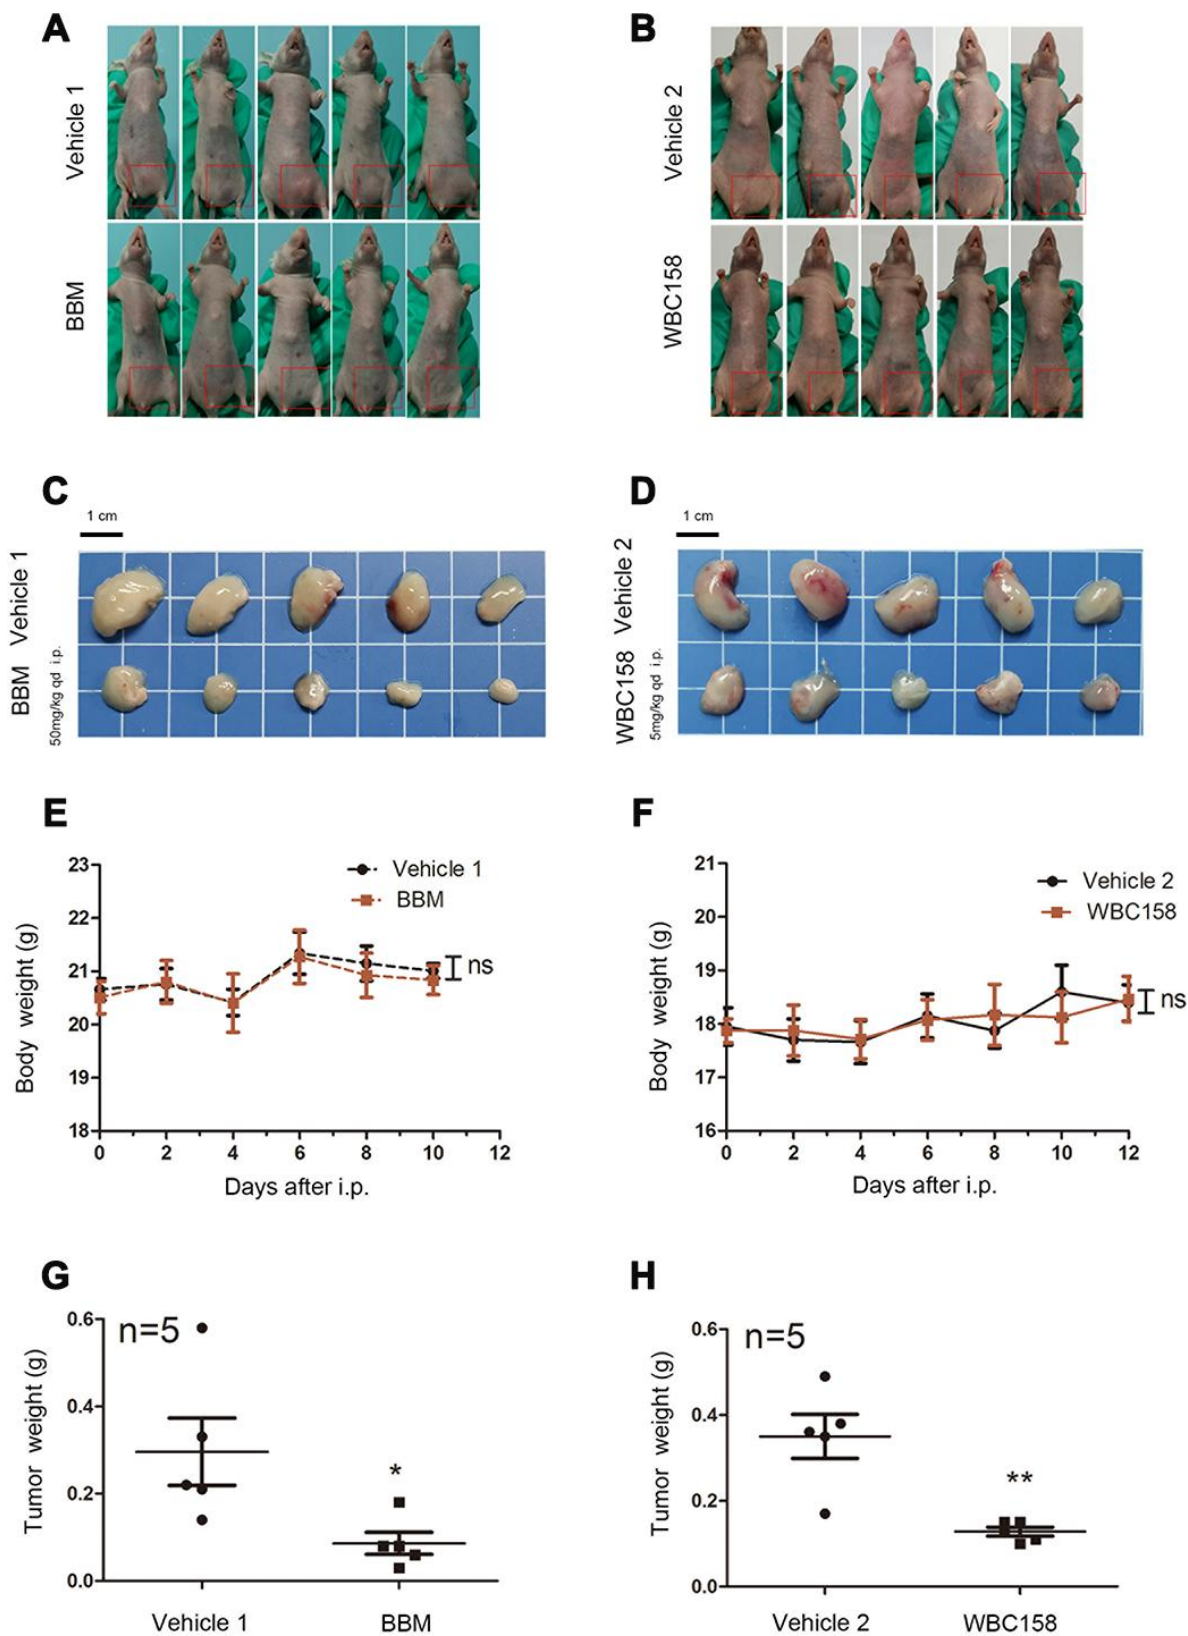 A
B
Vehicle 1
Vehicle 2
BBM
WBC158
C
D
1 cm
1 cm
Vehicle 1
Vehicle 2
BBM
50mg/kg qd i.p.
WBC158
5mg/kg qd i.p.
E
F
23
22
21
20
19
18
Body weight (g)
Vehicle 1
BBM
ns
0 2 4 6 8 10 12
Days after i.p.
21
20
19
18
17
16
Body weight (g)
Vehicle 2
WBC158
ns
0 2 4 6 8 10 12
Days after i.p.
G
H
0.6
0.4
0.2
0.0
Tumor weight (g)
n=5
*
Vehicle 1 BBM
0.6
0.4
0.2
0.0
Tumor weight (g)
n=5
**
Vehicle 2 WBC158